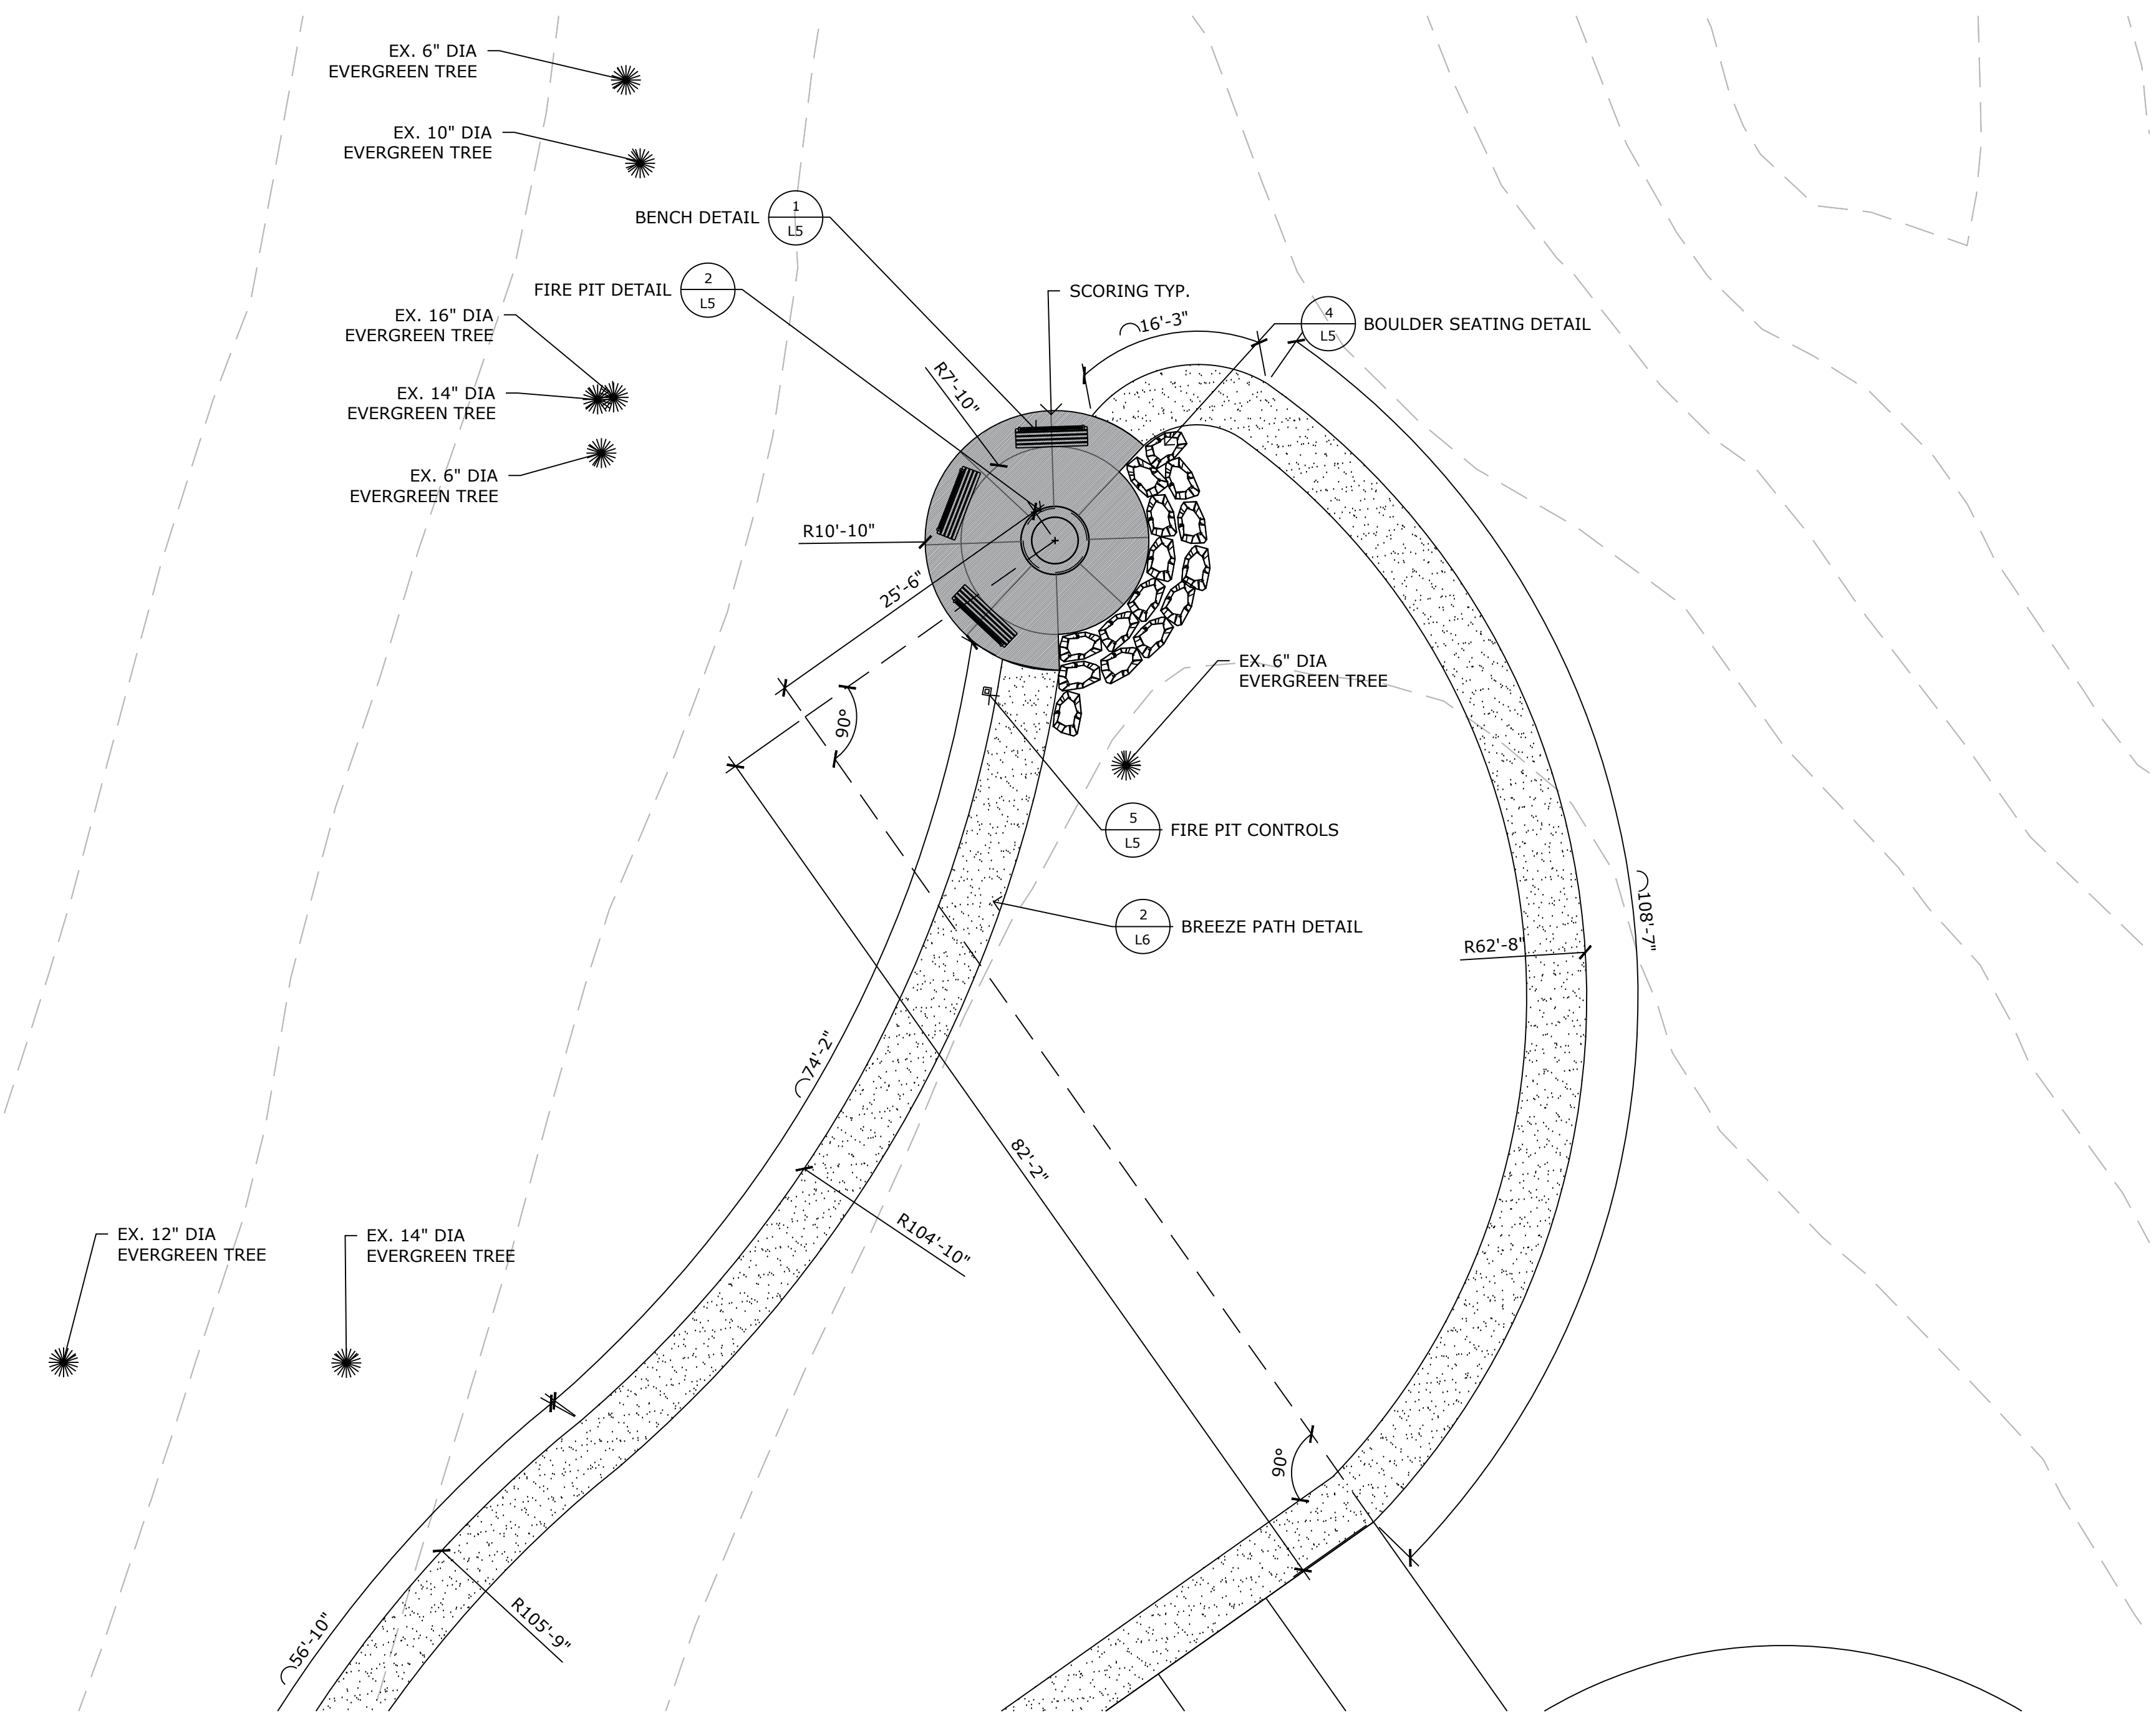 EX. 6" DIA
EVERGREEN TREE
EX. 10" DIA
EVERGREEN TREE
BENCH DETAIL
1
L5
FIRE PIT DETAIL
2
L5
SCORING TYP.
16'-3"
4
L5
BOULDER SEATING DETAIL
EX. 16" DIA
EVERGREEN TREE
R7'-10"
EX. 14" DIA
EVERGREEN TREE
EX. 6" DIA
EVERGREEN TREE
R10'-10"
25'-6"
90°
EX. 6" DIA
EVERGREEN TREE
5
L5
FIRE PIT CONTROLS
2
L6
BREEZE PATH DETAIL
R62'-8"
108'-7"
74'-2"
82'-2"
R104'-10"
EX. 12" DIA
EVERGREEN TREE
EX. 14" DIA
EVERGREEN TREE
90°
R105'-9"
56'-10"